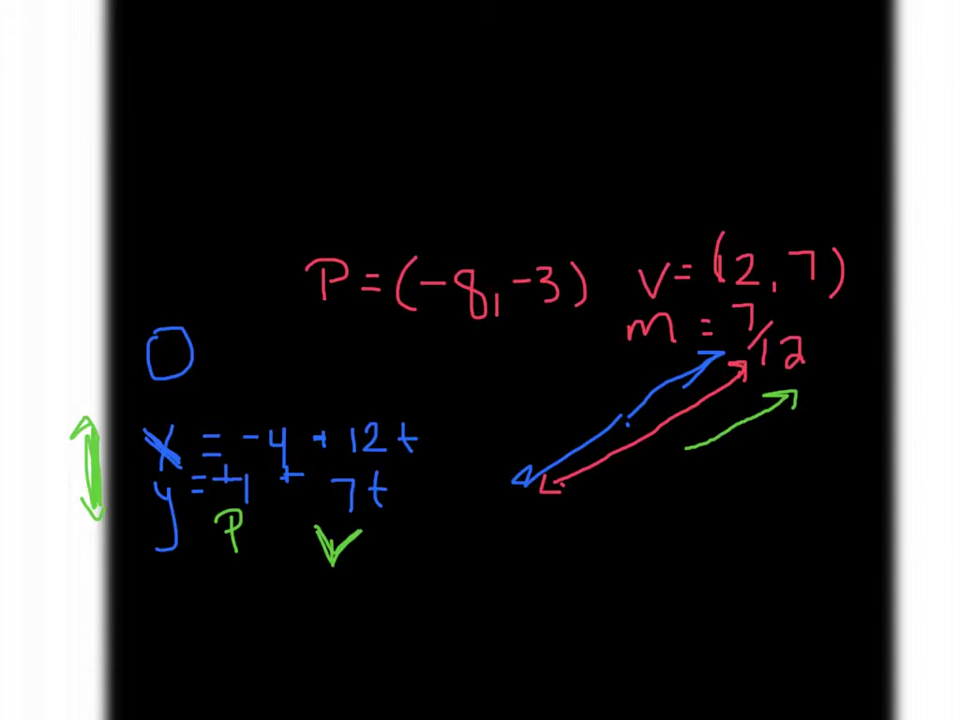 P = (-8, -3) v = (12, 7)
m = 7/12
x = -4 + 12t
y = +1 + 7t
P V